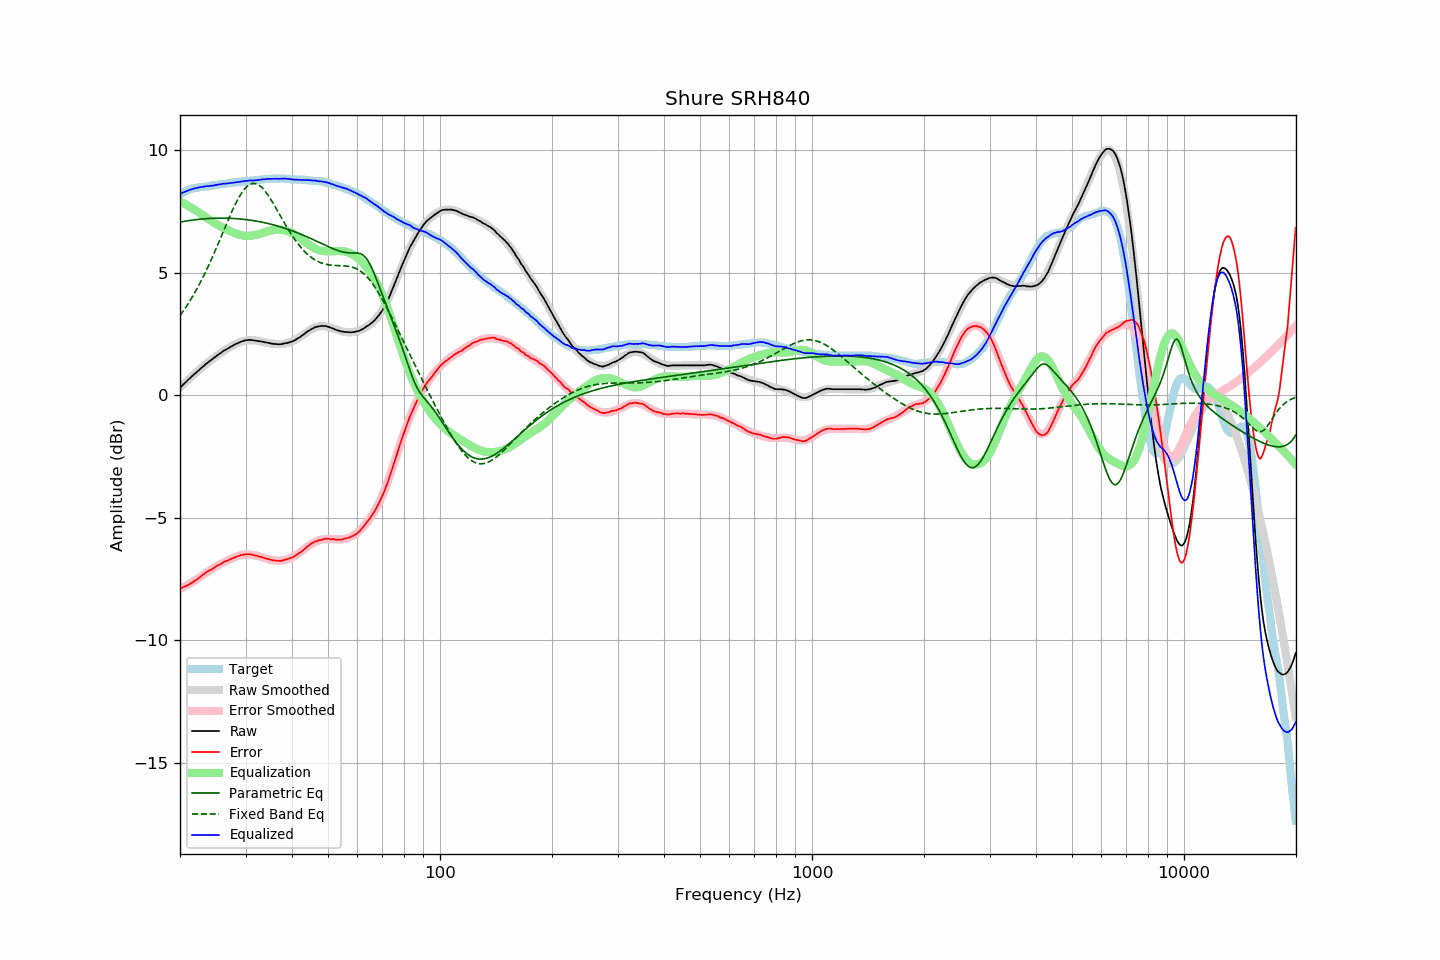 Shure SRH840
10
5
0
−5
−10
−15
Amplitude (dBr)
Target
Raw Smoothed
Error Smoothed
Raw
Error
Equalization
Parametric Eq
Fixed Band Eq
Equalized
100
1000
10000
Frequency (Hz)